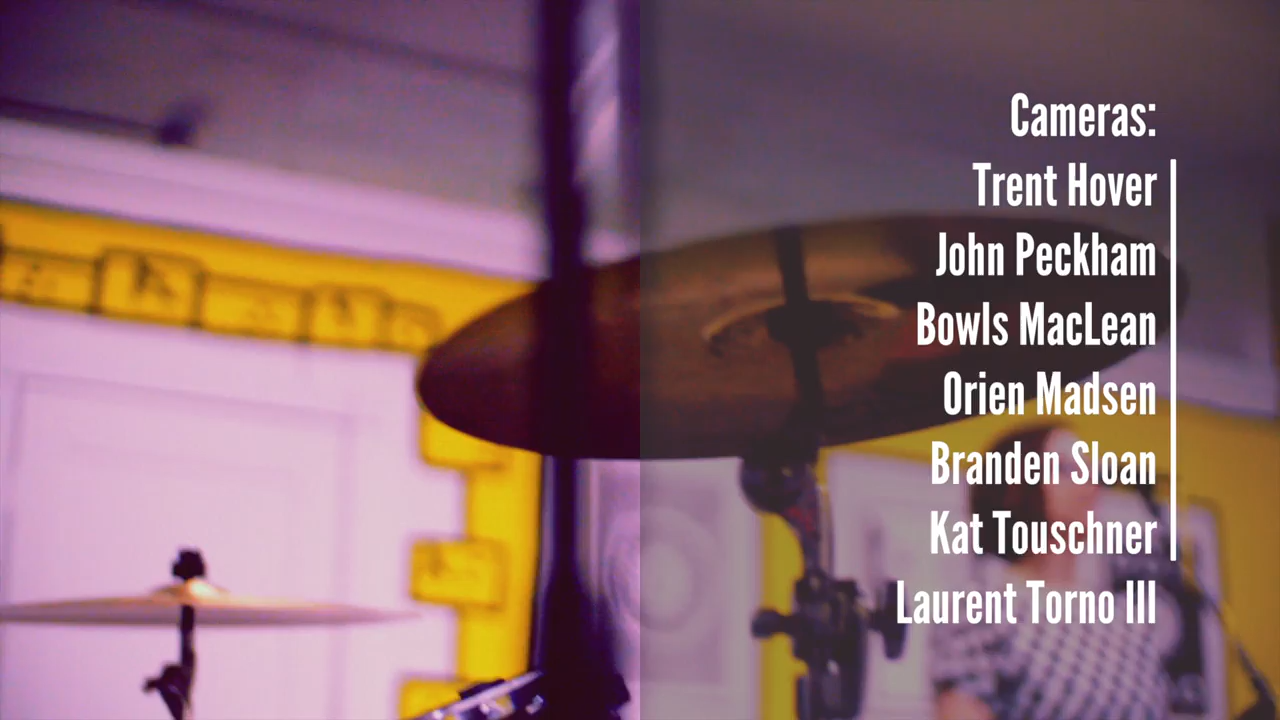 Cameras:
Trent Hover
John Peckham
Bowls MacLean
Orien Madsen
Branden Sloan
Kat Touschner
Laurent Torno III